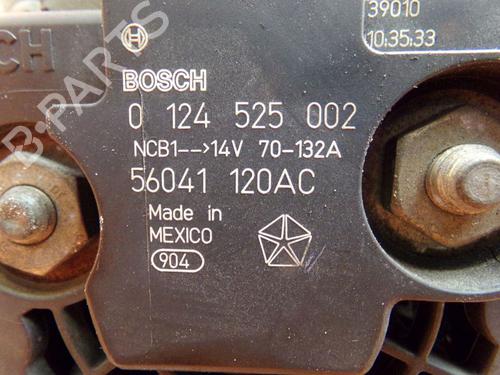 39010
10:35:33
CH
BOSCH
0 124 525 002
NCB1-->14V 70-132A
56041 120AC
Made in
MEXICO
904
B-PARTS